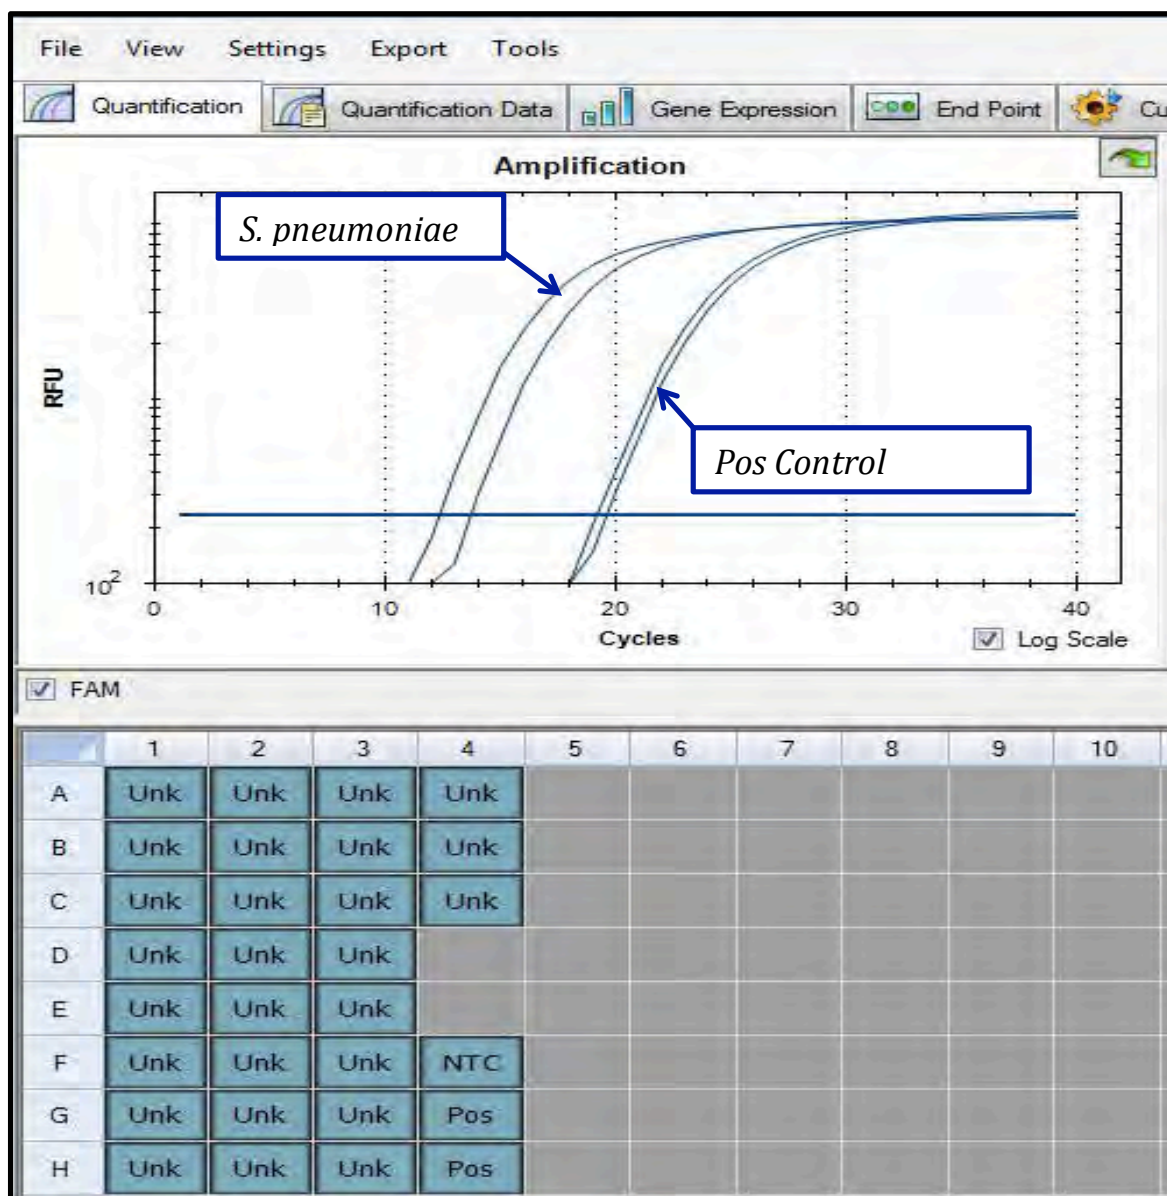 File View Settings Export Tools
Quantification Quantification Data Gene Expression End Point Cu
Amplification
S. pneumoniae
Pos Control
RFU
10²
0 10 20 30 40
Cycles
Log Scale
FAM
1 2 3 4 5 6 7 8 9 10
A Unk Unk Unk Unk
B Unk Unk Unk Unk
C Unk Unk Unk Unk
D Unk Unk Unk
E Unk Unk Unk
F Unk Unk Unk NTC
G Unk Unk Unk Pos
H Unk Unk Unk Pos